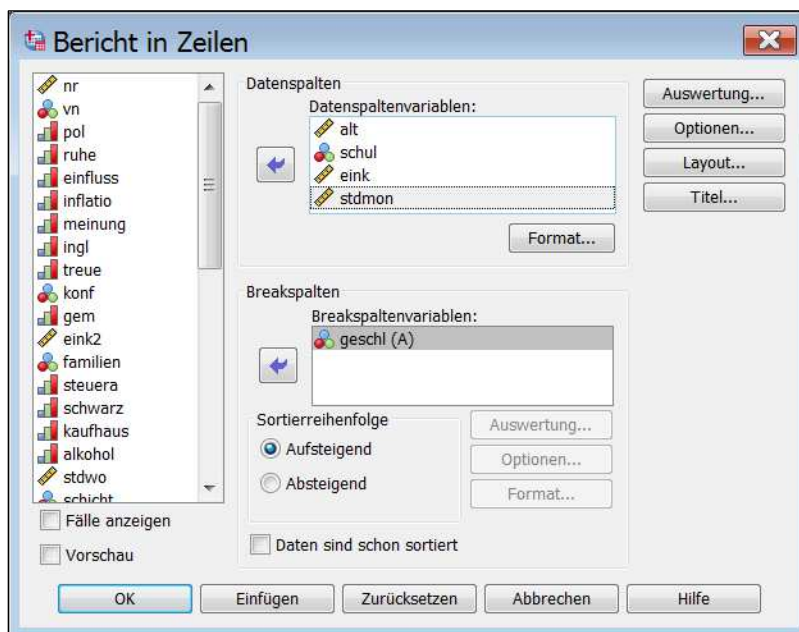 Bericht in Zeilen
nr
vn
pol
ruhe
einfluss
inflatio
meinung
ingl
treue
konf
gem
eink2
familien
steuera
schwarz
kaufhaus
alkohol
stdwo
schicht
Fälle anzeigen
Vorschau
Datenspalten
Datenspaltenvariablen:
alt
schul
eink
stdmon
Format...
Breakspalten
Breakspaltenvariablen:
geschl (A)
Sortierreihenfolge
Aufsteigend
Absteigend
Auswertung...
Optionen...
Format...
Daten sind schon sortiert
Auswertung...
Optionen...
Layout...
Titel...
OK
Einfügen
Zurücksetzen
Abbrechen
Hilfe